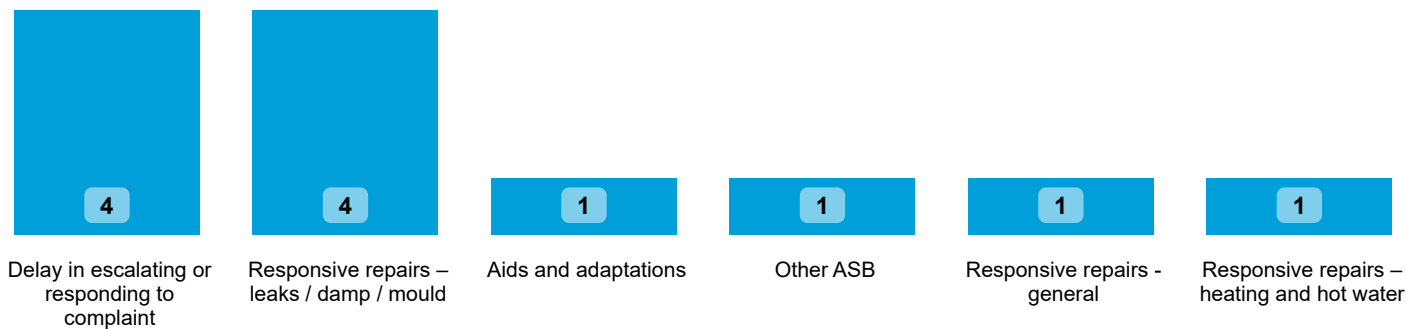 4
4
1
1
1
1
Delay in escalating or
responding to
complaint
Responsive repairs –
leaks / damp / mould
Aids and adaptations
Other ASB
Responsive repairs -
general
Responsive repairs –
heating and hot water